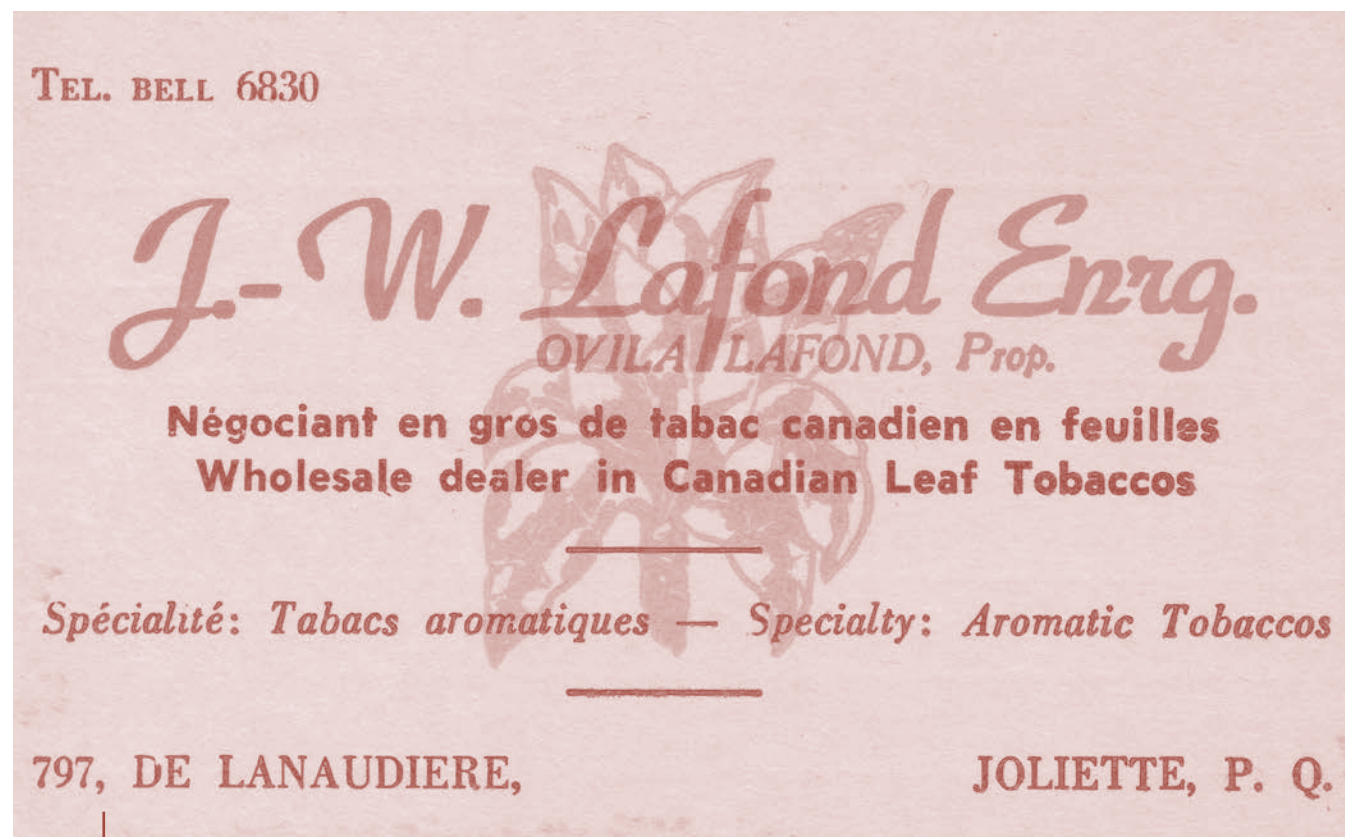 TEL. BELL 6830
J.-W. Lafond Enrg.
OVILA LAFOND, Prop.
Négociant en gros de tabac canadien en feuilles
Wholesale dealer in Canadian Leaf Tobaccos
Spécialité: Tabacs aromatiques — Specialty: Aromatic Tobaccos
797, DE LANAUDIERE, JOLIETTE, P. Q.